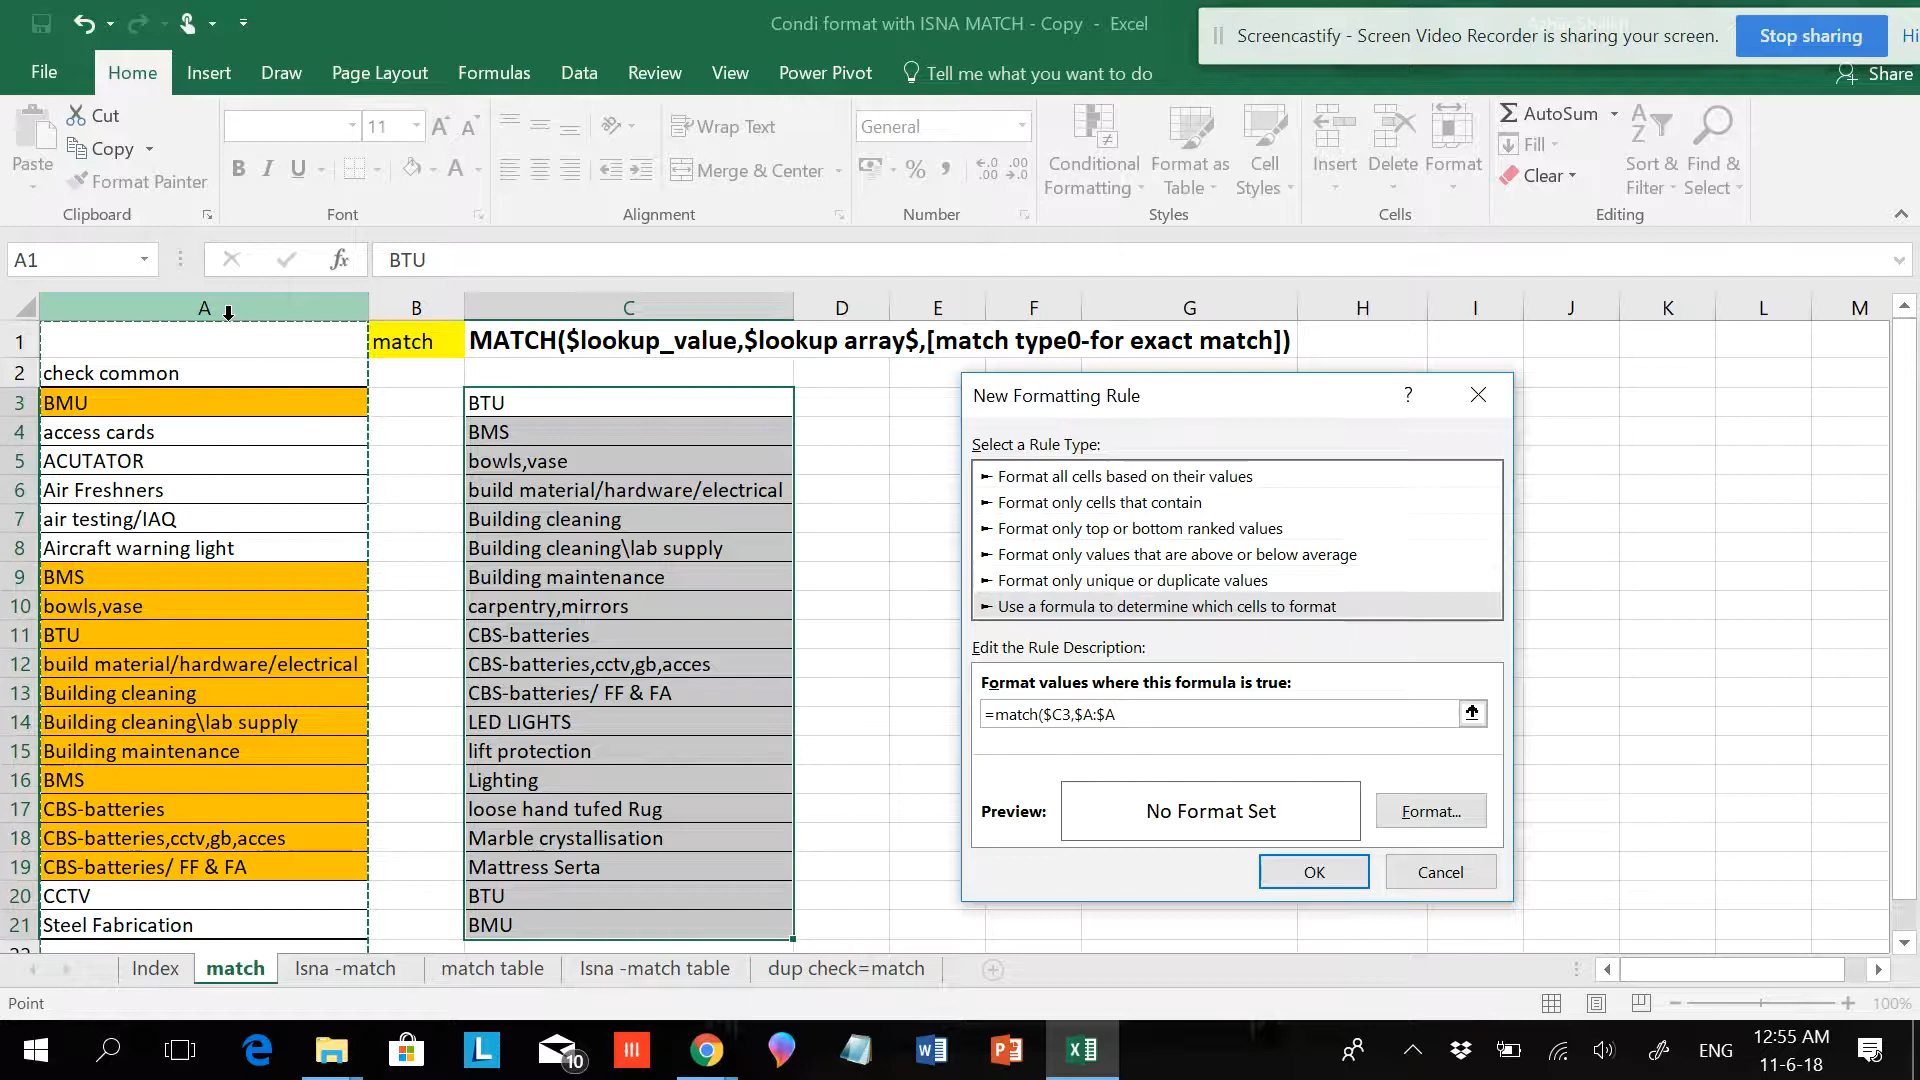 Condi format with ISNA MATCH - Copy - Excel
Screencastify - Screen Video Recorder is sharing your screen.
Stop sharing
Hi
File
Home
Insert
Draw
Page Layout
Formulas
Data
Review
View
Power Pivot
Tell me what you want to do
Share
Paste
Cut
Copy
Format Painter
Clipboard
11
B I U
Font
Wrap Text
Merge & Center
Alignment
General
%
Number
Conditional Formatting
Format as Table
Cell Styles
Styles
Insert
Delete
Format
Cells
AutoSum
Fill
Clear
Sort & Filter
Find & Select
Editing
A1
fx
BTU
A B C D E F G H I J K L M
1 match MATCH($lookup_value,$lookup array$,[match type0-for exact match])
2 check common
3 BMU BTU
4 access cards BMS
5 ACUTATOR bowls,vase
6 Air Freshners build material/hardware/electrical
7 air testing/IAQ Building cleaning
8 Aircraft warning light Building cleaning\lab supply
9 BMS Building maintenance
10 bowls,vase carpentry,mirrors
11 BTU CBS-batteries
12 build material/hardware/electrical CBS-batteries,cctv,gb,acces
13 Building cleaning CBS-batteries/ FF & FA
14 Building cleaning\lab supply LED LIGHTS
15 Building maintenance lift protection
16 BMS Lighting
17 CBS-batteries loose hand tufed Rug
18 CBS-batteries,cctv,gb,acces Marble crystallisation
19 CBS-batteries/ FF & FA Mattress Serta
20 CCTV BTU
21 Steel Fabrication BMU
New Formatting Rule
?
Select a Rule Type:
► Format all cells based on their values
► Format only cells that contain
► Format only top or bottom ranked values
► Format only values that are above or below average
► Format only unique or duplicate values
► Use a formula to determine which cells to format
Edit the Rule Description:
Format values where this formula is true:
=match($C3,$A:$A
Preview:
No Format Set
Format...
OK
Cancel
Index
match
Isna -match
match table
Isna -match table
dup check=match
Point
100%
10
ENG
12:55 AM
11-6-18